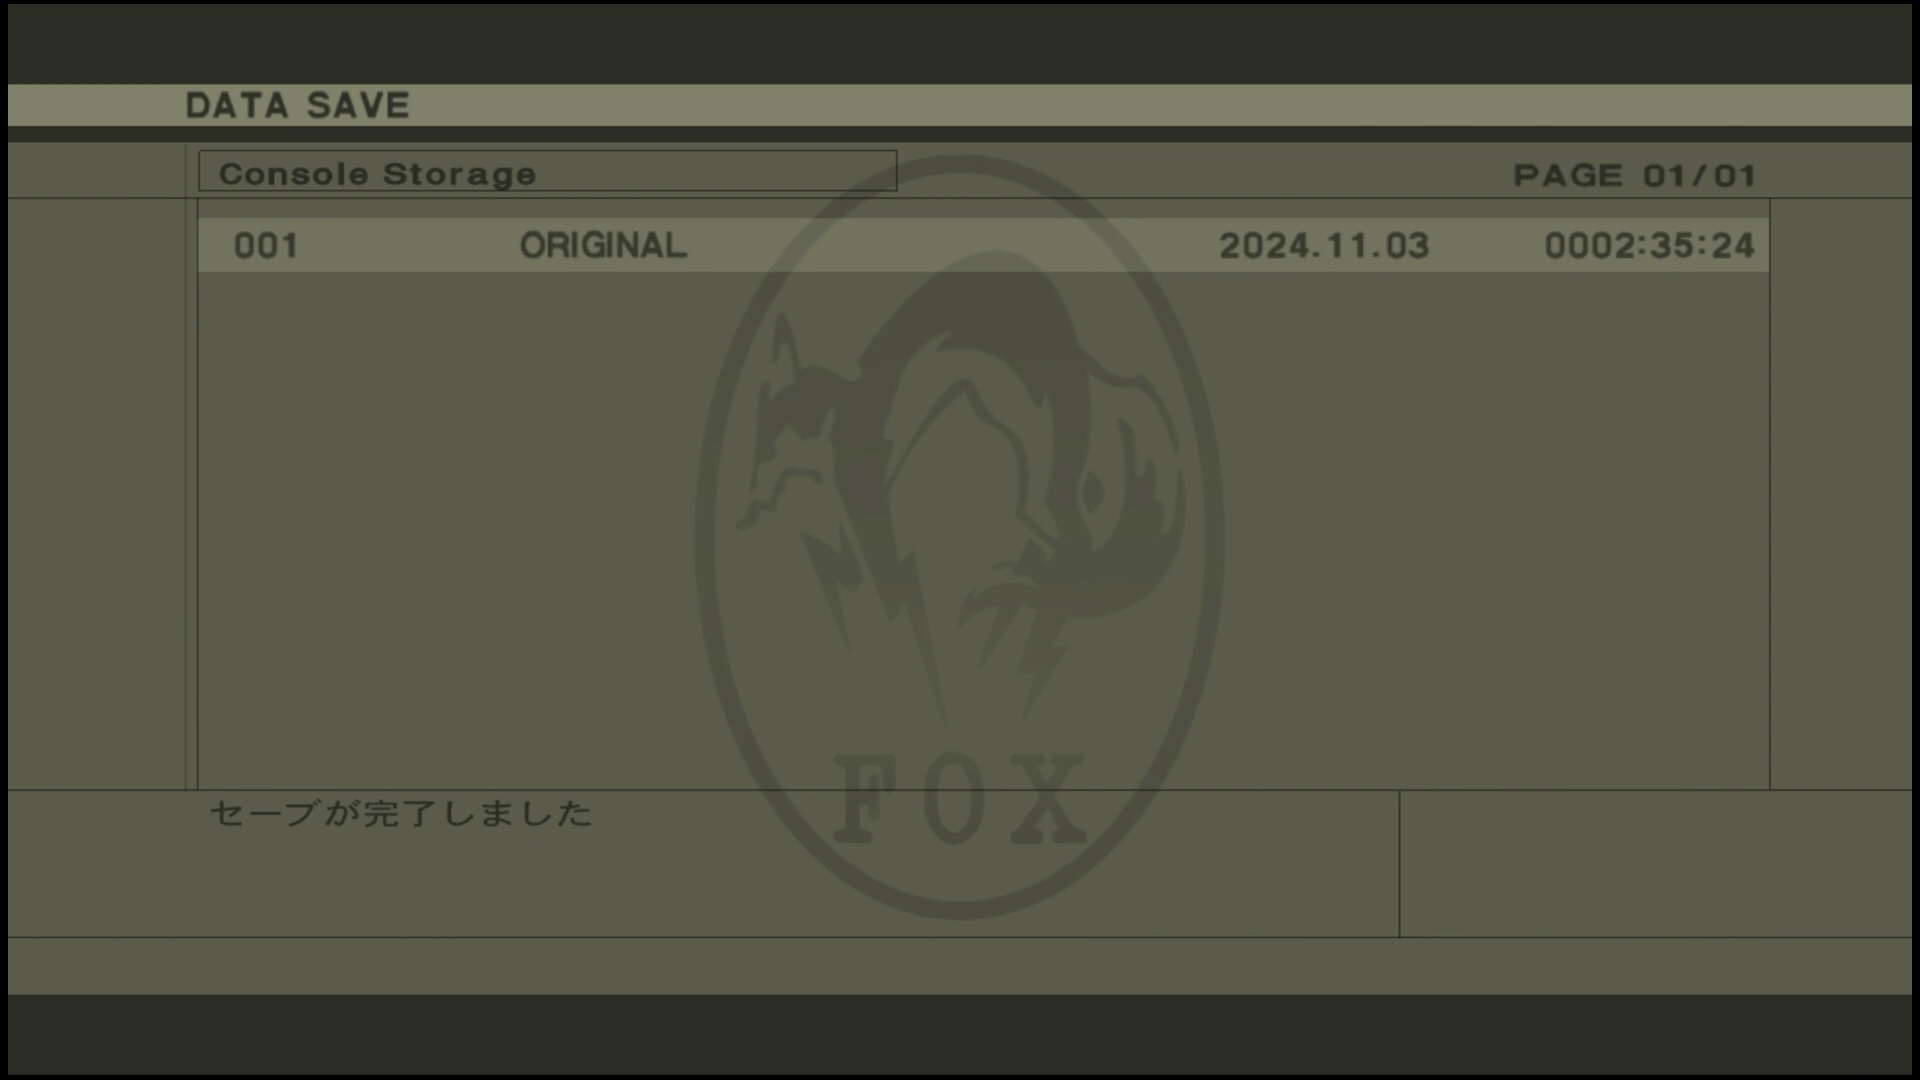 DATA SAVE
Console Storage PAGE 01/01
001 ORIGINAL 2024.11.03 0002:35:24
FOX
セーブが完了しました